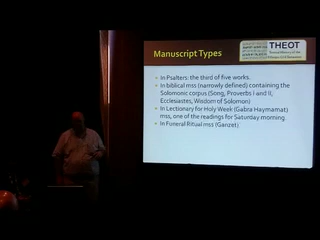 Manuscript Types
THEOT
In Psalters: the third of five works.
In biblical mss (narrowly defined) containing the
Solomonic corpus (Song, Proverbs I and II,
Ecclesiastes, Wisdom of Solomon)
In Lectionary for Holy Week (Gabra Haymamat)
mss, one of the readings for Saturday morning.
In Funeral Ritual mss (Ganzet)